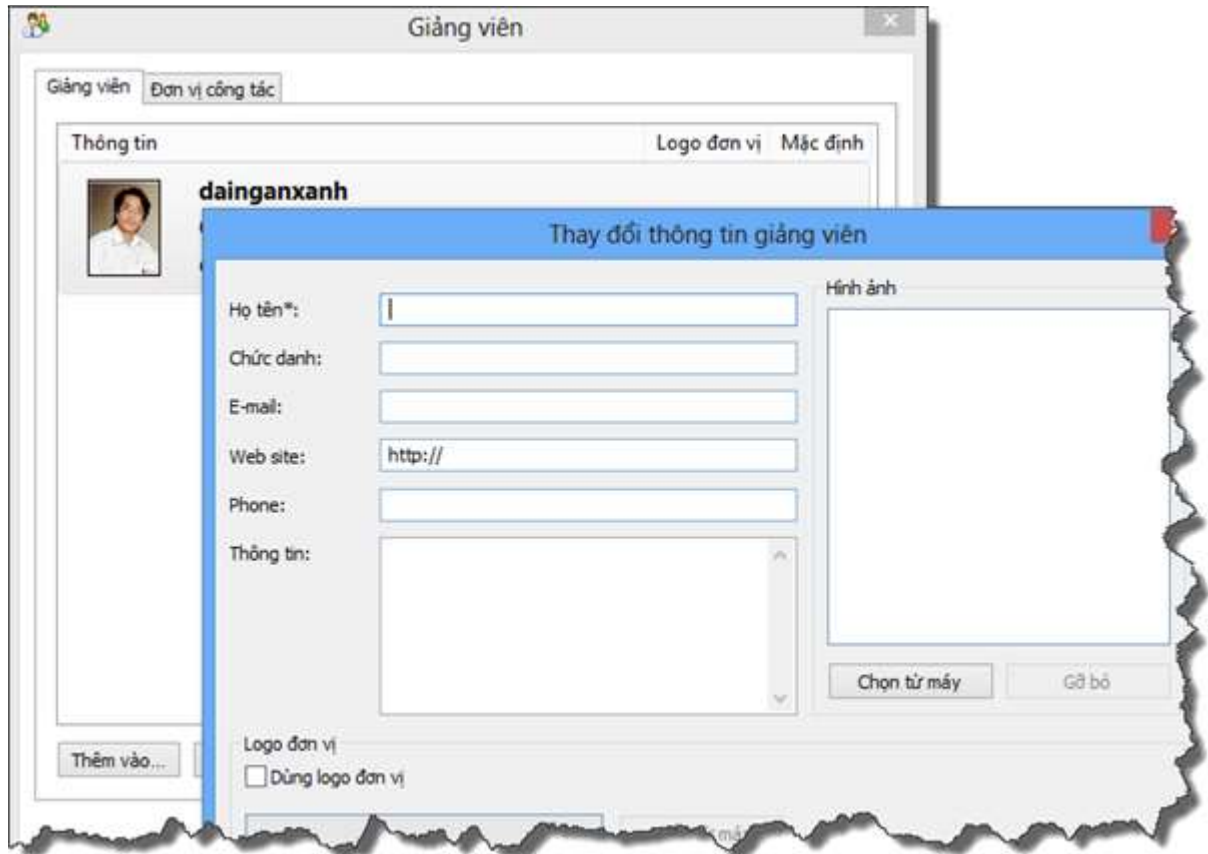 Giảng viên
Giảng viên Đơn vị công tác
Thông tin Logo đơn vị Mặc định
dainganxanh
Thay đổi thông tin giảng viên
Hình ảnh
Họ tên*:
Chức danh:
E-mail:
Web site: http://
Phone:
Thông tin:
Chọn từ máy Gỡ bỏ
Logo đơn vị
Thêm vào...
Dùng logo đơn vị